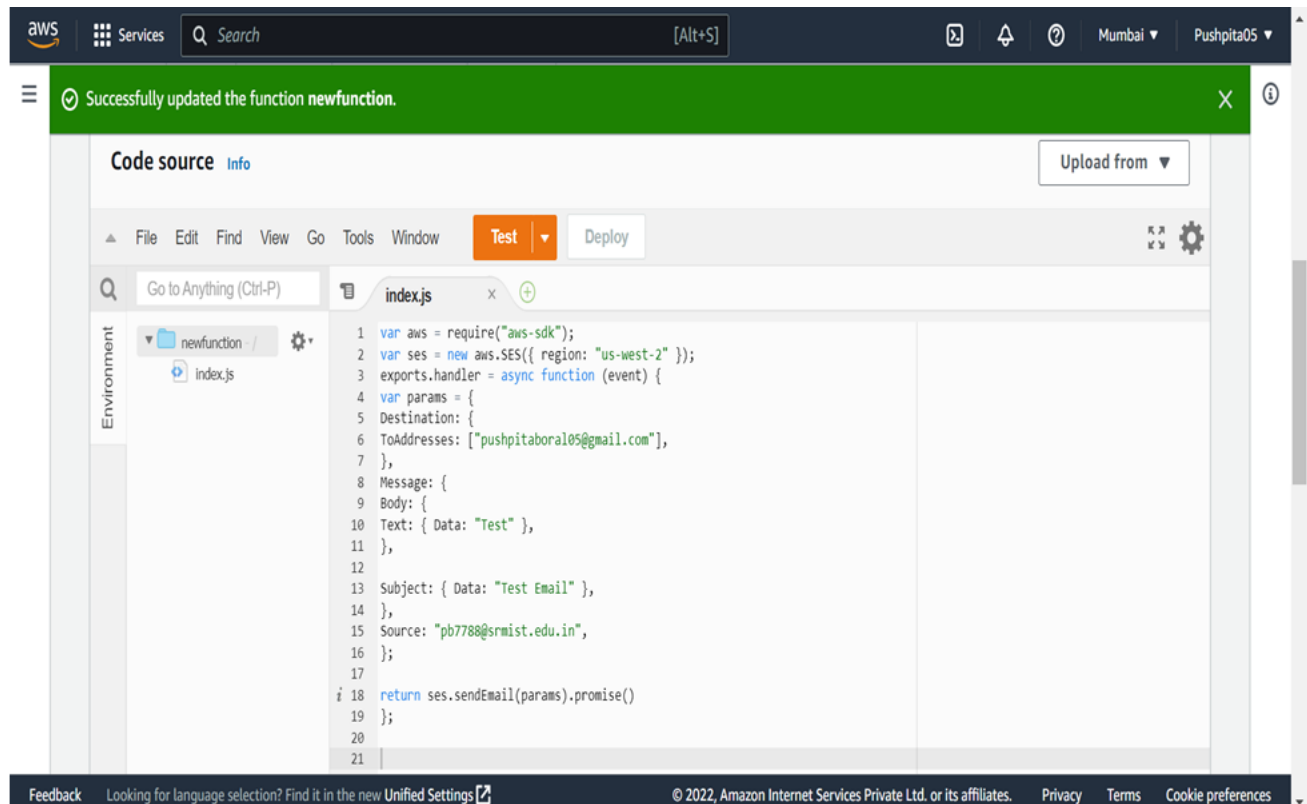 aws Services Search [Alt+S] Mumbai ▼ Pushpita05 ▼
Successfully updated the function newfunction. X
Code source Info Upload from ▼
File Edit Find View Go Tools Window Test Deploy
Go to Anything (Ctrl-P) index.js ×
Environment
newfunction - /
index.js
1 var aws = require("aws-sdk");
2 var ses = new aws.SES({ region: "us-west-2" });
3 exports.handler = async function (event) {
4 var params = {
5 Destination: {
6 ToAddresses: ["pushpitaboral05@gmail.com"],
7 },
8 Message: {
9 Body: {
10 Text: { Data: "Test" },
11 },
12
13 Subject: { Data: "Test Email" },
14 },
15 Source: "pb7788@srmist.edu.in",
16 };
17
i 18 return ses.sendEmail(params).promise()
19 };
20
21
Feedback Looking for language selection? Find it in the new Unified Settings © 2022, Amazon Internet Services Private Ltd. or its affiliates. Privacy Terms Cookie preferences